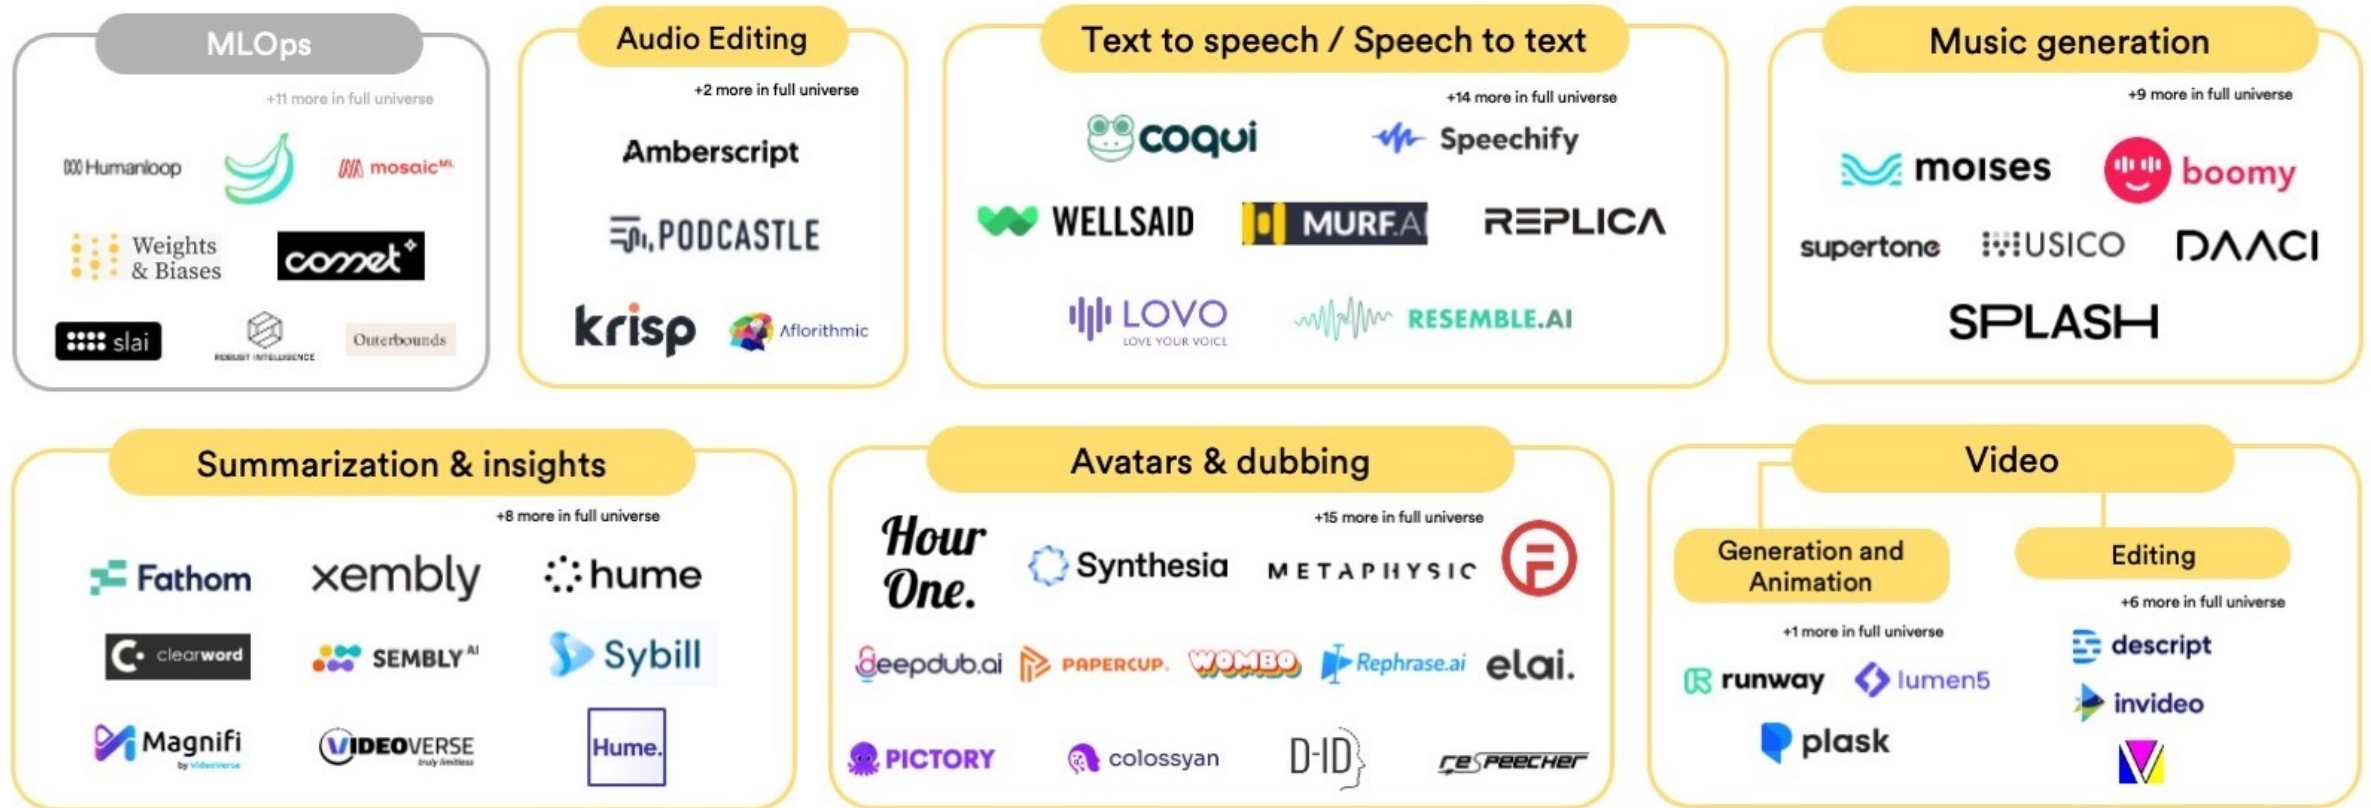 MLOps
+11 more in full universe
Humanloop
mosaicML
Weights
& Biases
comet
slai
ROBUST INTELLIGENCE
Outerbounds
Audio Editing
+2 more in full universe
Amberscript
PODCASTLE
krisp
Aflorithmic
Text to speech / Speech to text
+14 more in full universe
coqui
Speechify
WELLSAID
MURF.AI
REPLICA
LOVO
LOVE YOUR VOICE
RESEMBLE.AI
Music generation
+9 more in full universe
moises
boomy
supertone
MUSICO
DAACI
SPLASH
Summarization & insights
+8 more in full universe
Fathom
xembly
hume
clearword
SEMBLY AI
Sybill
Magnifi
by VideoVerse
VIDEOVERSE
truly limitless
Hume.
Avatars & dubbing
+15 more in full universe
Hour
One.
Synthesia
METAPHYSIC
F
deepdub.ai
PAPERCUP.
WOMBO
Rephrase.ai
elai.
PICTORY
colossyan
D-ID
reSPEECHER
Video
Generation and
Animation
+1 more in full universe
runway
lumen5
plask
Editing
+6 more in full universe
descript
invideo
V